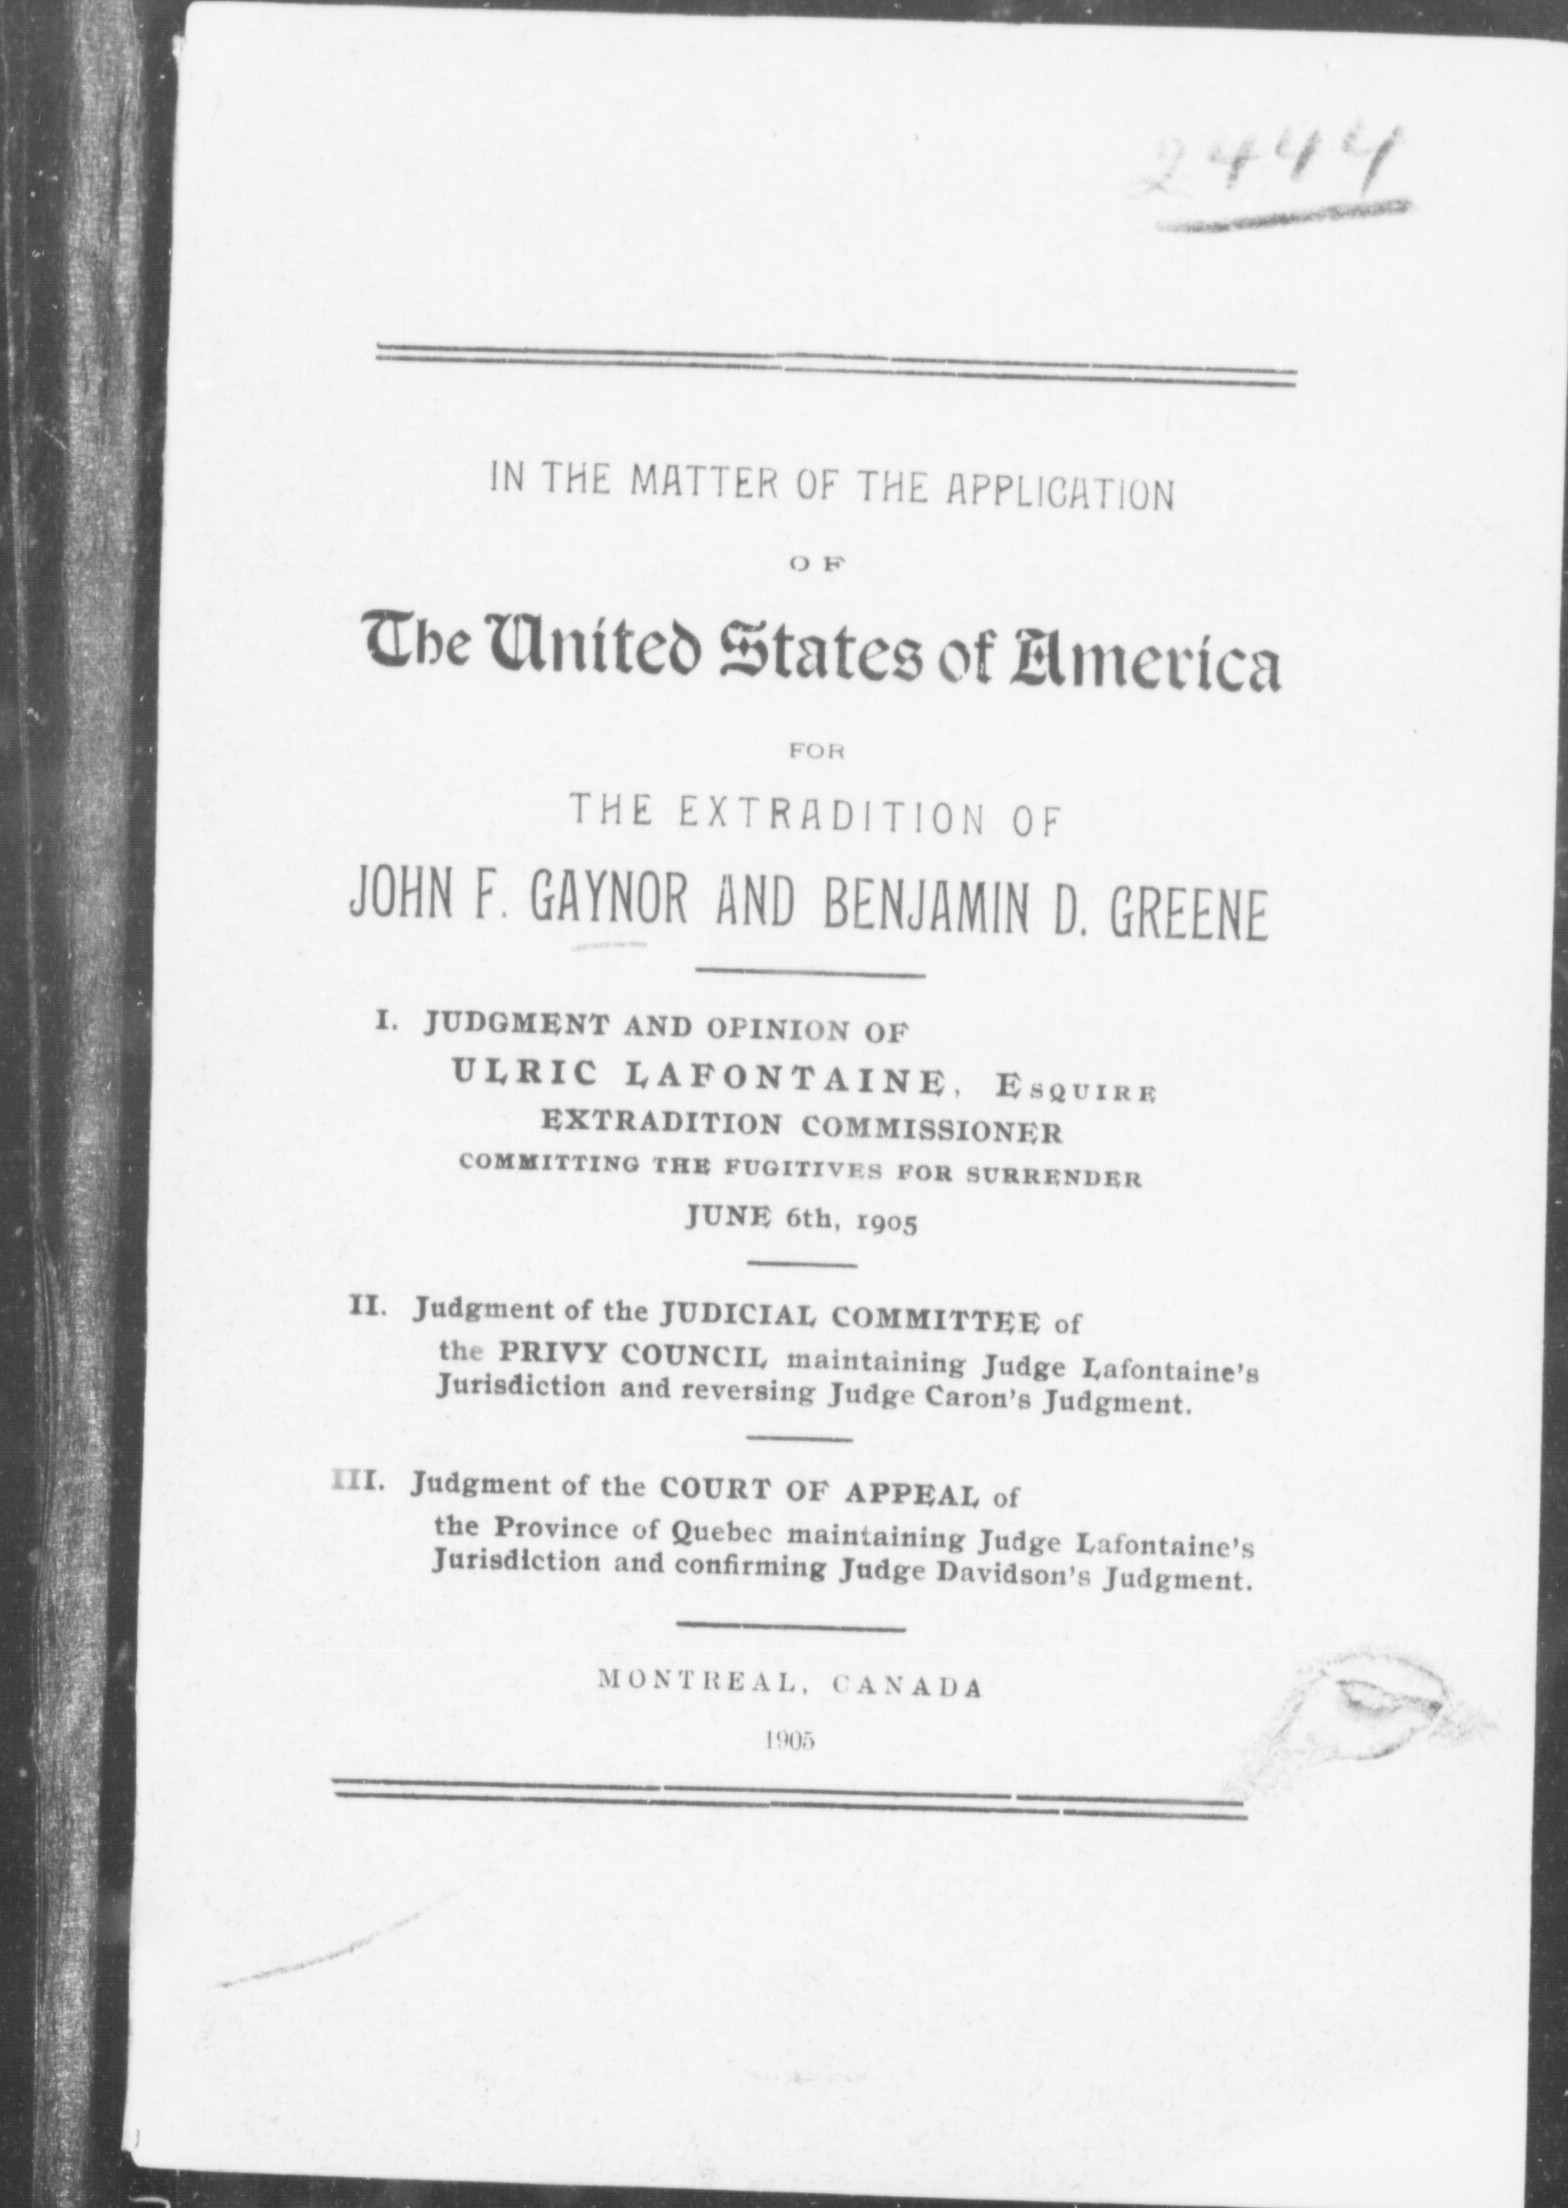 2444
IN THE MATTER OF THE APPLICATION
OF
The United States of America
FOR
THE EXTRADITION OF
JOHN F. GAYNOR AND BENJAMIN D. GREENE
I. JUDGMENT AND OPINION OF
ULRIC LAFONTAINE, ESQUIRE
EXTRADITION COMMISSIONER
COMMITTING THE FUGITIVES FOR SURRENDER
JUNE 6th, 1905
II. Judgment of the JUDICIAL COMMITTEE of
the PRIVY COUNCIL maintaining Judge Lafontaine's
Jurisdiction and reversing Judge Caron's Judgment.
III. Judgment of the COURT OF APPEAL of
the Province of Quebec maintaining Judge Lafontaine's
Jurisdiction and confirming Judge Davidson's Judgment.
MONTREAL, CANADA
1905